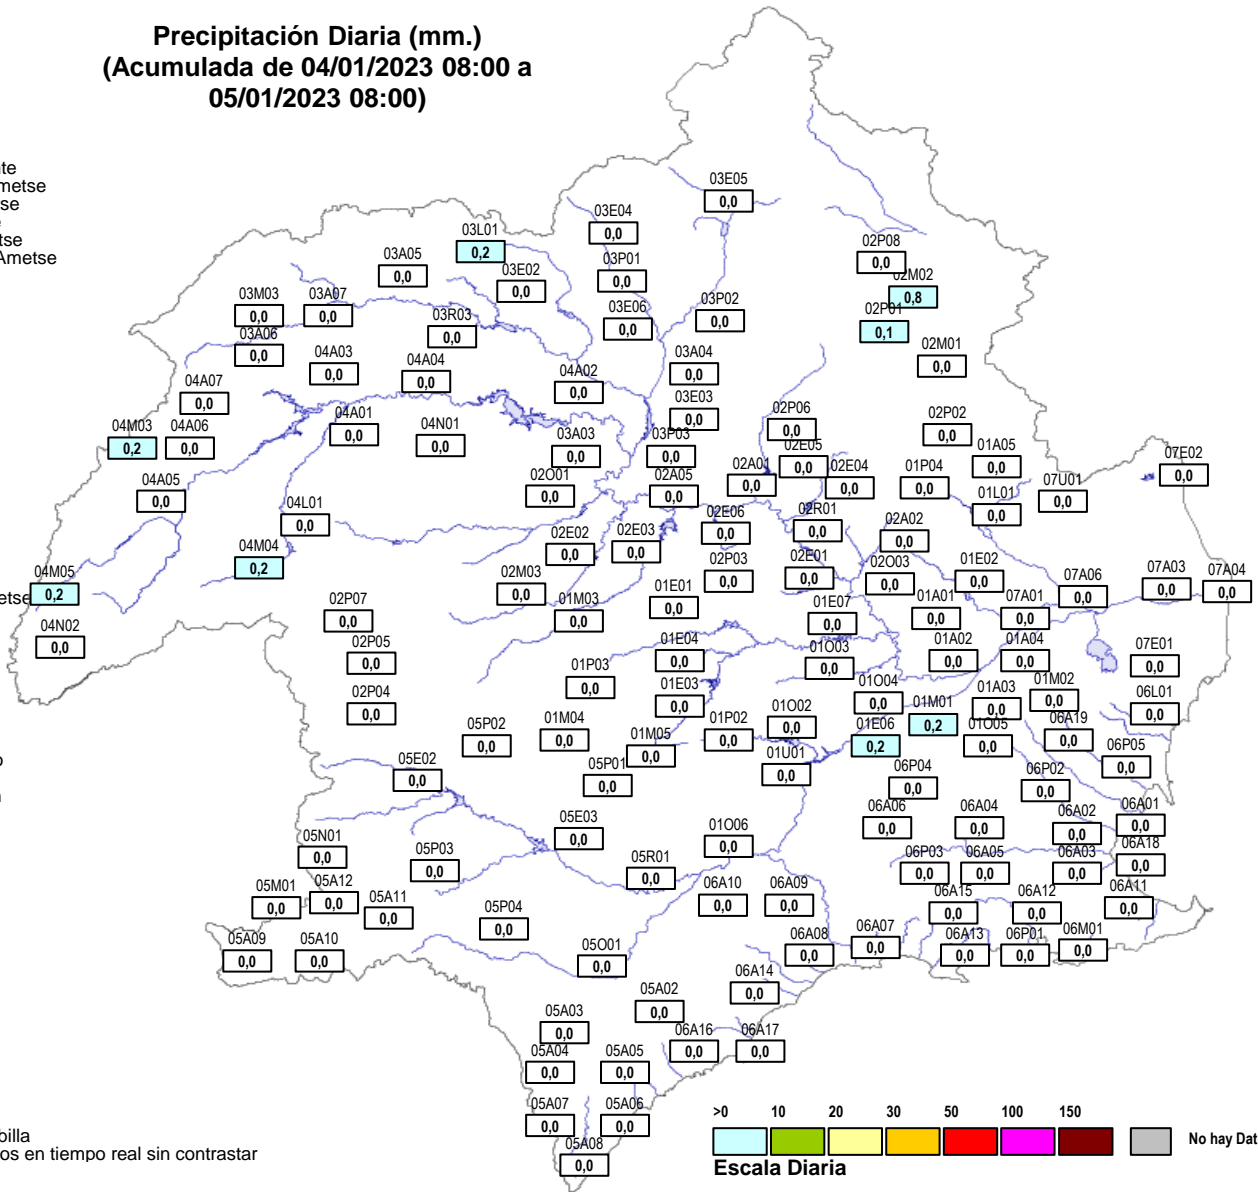 Precipitación Diaria (mm.)
(Acumulada de 04/01/2023 08:00 a
05/01/2023 08:00)
nte
metse
tse
e
tse
Ametse
03E05
0,0
03E04
0,0
03L01
0,2
03A05
0,0
03E02
0,0
03P01
0,0
02P08
0,0
02M02
0,8
03M03
0,0
03A07
0,0
03R03
0,0
03E06
0,0
03P02
0,0
02P01
0,1
03A06
0,0
04A03
0,0
04A04
0,0
04A02
0,0
03A04
0,0
02M01
0,0
04A07
0,0
03E03
0,0
04M03
0,2
04A06
0,0
04A01
0,0
04N01
0,0
03A03
0,0
03P03
0,0
02P06
0,0
02P02
0,0
02E05
0,0
01A05
0,0
07E02
0,0
04A05
0,0
02O01
0,0
02A05
0,0
02A01
0,0
02E04
0,0
01P04
0,0
07U01
0,0
01L01
0,0
04L01
0,0
02E02
0,0
02E03
0,0
02E06
0,0
02R01
0,0
02A02
0,0
04M04
0,2
04M05
0,2
etse
02M03
0,0
02P03
0,0
02E01
0,0
02O03
0,0
01E02
0,0
07A06
0,0
07A03
0,0
07A04
0,0
02P07
0,0
01M03
0,0
01E01
0,0
01E07
0,0
01A01
0,0
07A01
0,0
04N02
0,0
02P05
0,0
01E04
0,0
01O03
0,0
01A02
0,0
01A04
0,0
07E01
0,0
02P04
0,0
01P03
0,0
01E03
0,0
01O04
0,0
01M01
0,2
01A03
0,0
01M02
0,0
06L01
0,0
05P02
0,0
01M04
0,0
01M05
0,0
01P02
0,0
01O02
0,0
01E06
0,2
01O05
0,0
06A19
0,0
06P05
0,0
o
05E02
0,0
05P01
0,0
01U01
0,0
06P04
0,0
06P02
0,0
05E03
0,0
01O06
0,0
06A06
0,0
06A04
0,0
06A02
0,0
06A01
0,0
05N01
0,0
05P03
0,0
05R01
0,0
06P03
0,0
06A05
0,0
06A03
0,0
06A18
0,0
05M01
0,0
05A12
0,0
05A11
0,0
06A10
0,0
06A09
0,0
06A15
0,0
06A12
0,0
06A11
0,0
05P04
0,0
05A09
0,0
05A10
0,0
05O01
0,0
06A08
0,0
06A07
0,0
06A13
0,0
06P01
0,0
06M01
0,0
06A14
0,0
05A02
0,0
05A03
0,0
06A16
0,0
06A17
0,0
05A04
0,0
05A05
0,0
05A07
0,0
05A06
0,0
05A08
0,0
billa
os en tiempo real sin contrastar
>0 10 20 30 50 100 150
No hay Dat
Escala Diaria